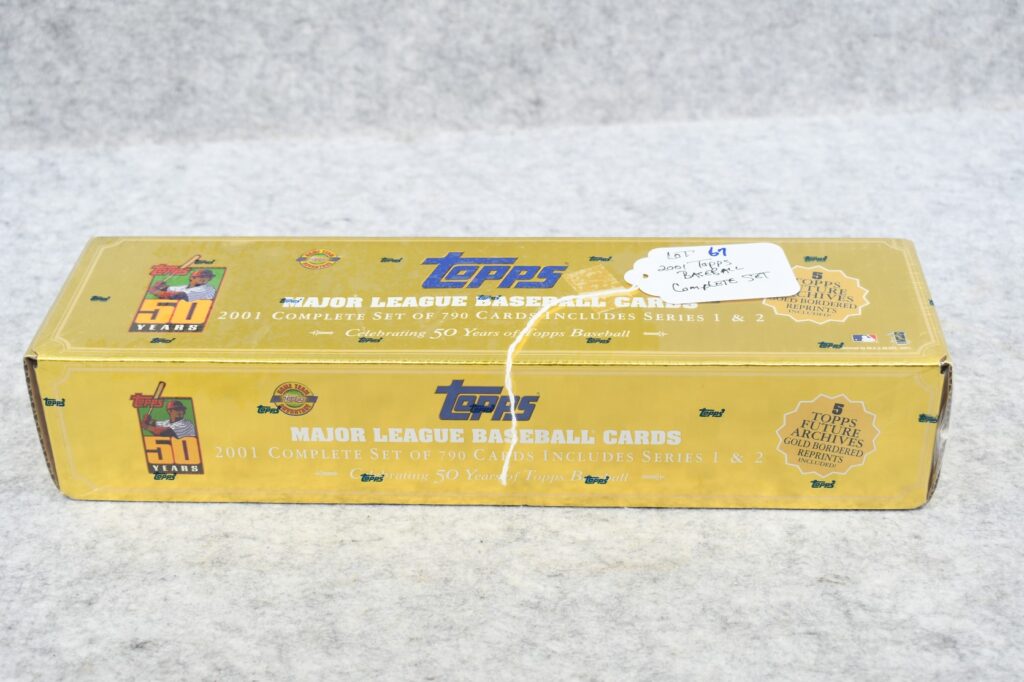 LOT 67
2001 Topps
BASEBALL
Complete SET
Topps
50
YEARS
Topps
MAJOR LEAGUE BASEBALL CARDS
2001 COMPLETE SET OF 790 CARDS INCLUDES SERIES 1 & 2
Celebrating 50 Years of Topps Baseball
5
TOPPS
FUTURE
ARCHIVES
GOLD BORDERED
REPRINTS
INCLUDED!
50
YEARS
HOME TEAM
Topps
MAJOR LEAGUE BASEBALL CARDS
2001 COMPLETE SET OF 790 CARDS INCLUDES SERIES 1 & 2
Celebrating 50 Years of Topps Baseball
5
TOPPS
FUTURE
ARCHIVES
GOLD BORDERED
REPRINTS
INCLUDED!